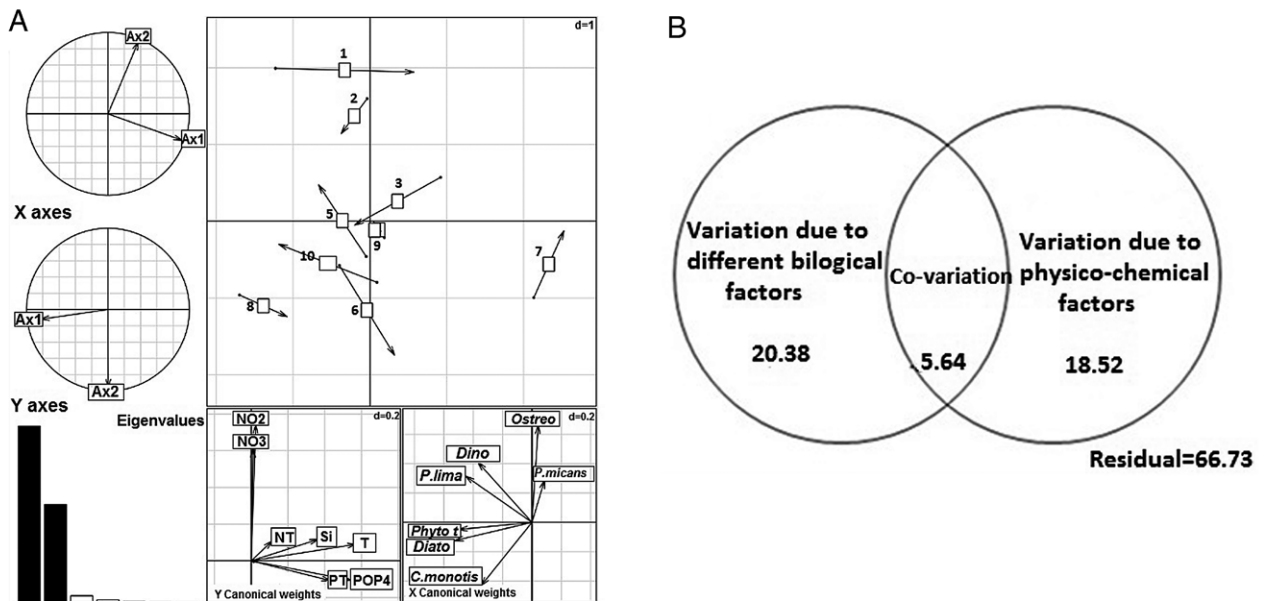 A
Ax2
Ax1
X axes
Ax1
Ax2
Y axes
Eigenvalues
d=1
1
2
3
5
9
7
10
8
6
d=0.2
NO2
NO3
NT
Si
T
PT
POP4
Y Canonical weights
d=0.2
Ostreo
Dino
P.lima
P.micans
Phyto t
Diato
C.monotis
X Canonical weights
B
Variation due to
different bilogical
factors
20.38
Co-variation
5.64
Variation due to
physico-chemical
factors
18.52
Residual=66.73